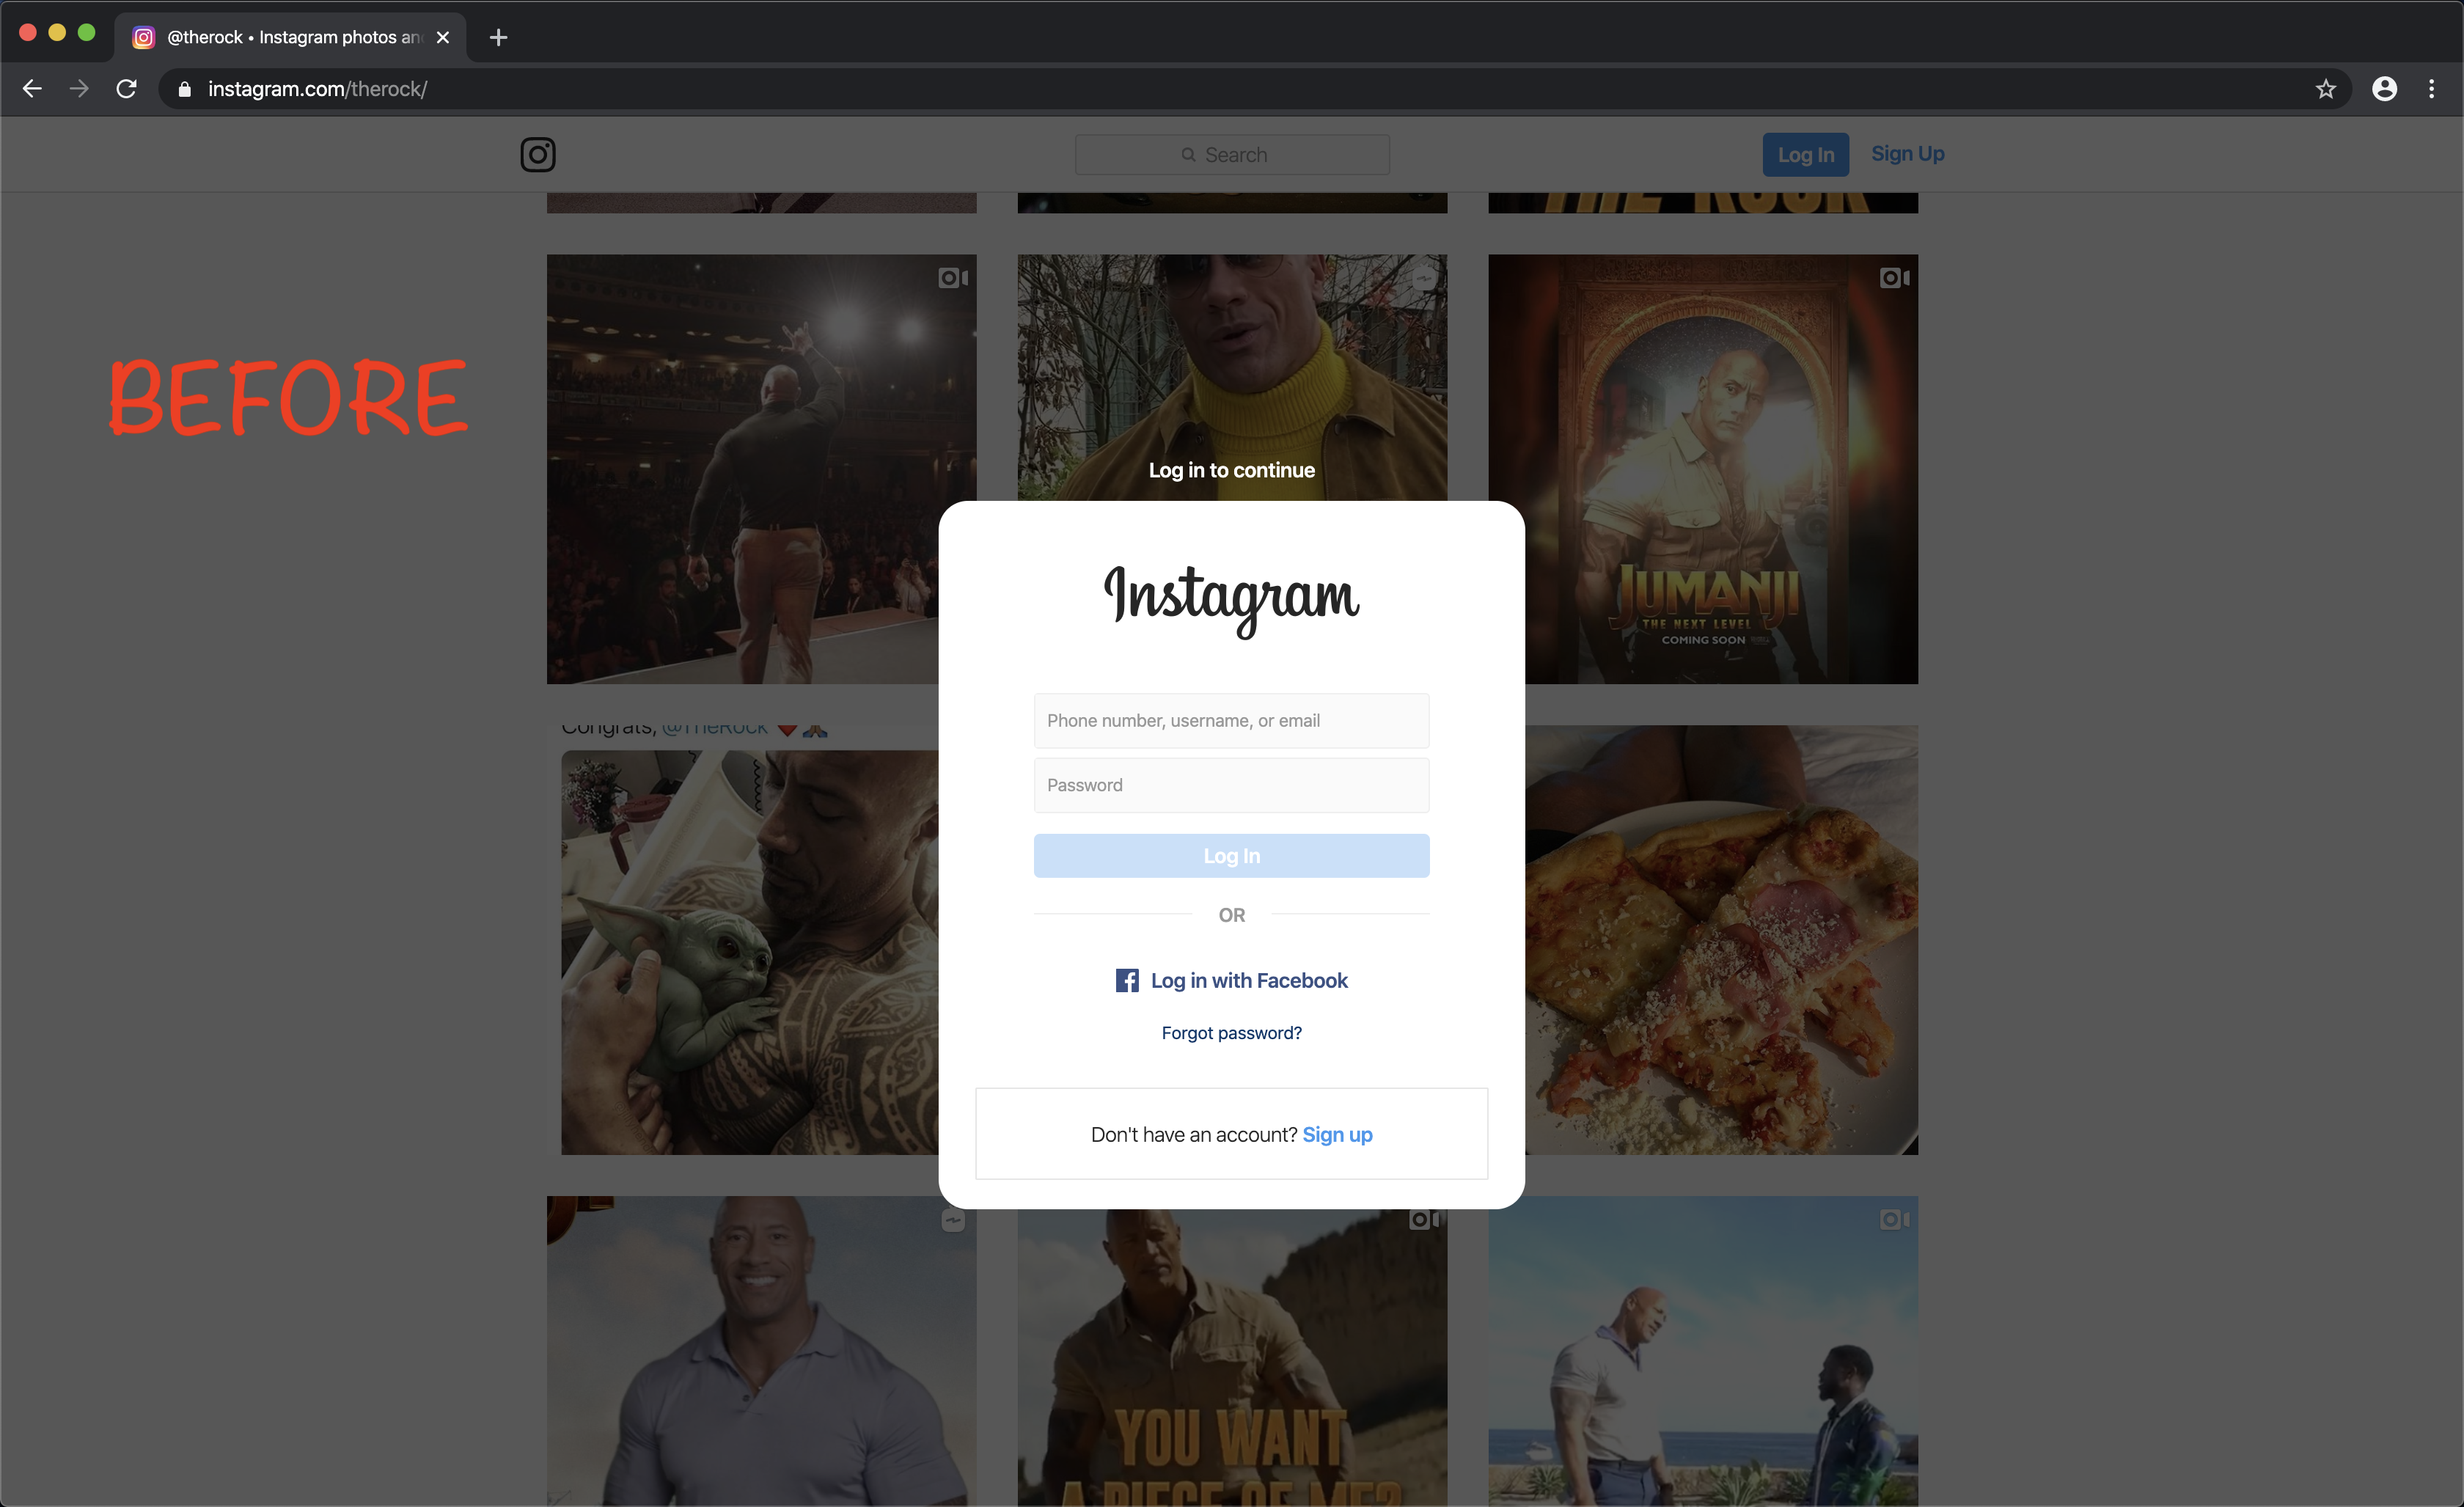 @therock • Instagram photos an
instagram.com/therock/
Search
Log In
Sign Up
THE ROCK
BEFORE
Log in to continue
JUMANJI
THE NEXT LEVEL
COMING SOON
Instagram
Phone number, username, or email
Password
Log In
OR
Log in with Facebook
Forgot password?
Don't have an account? Sign up
Congrats, @TheRock ❤️🙏
YOU WANT
A PIECE OF ME?